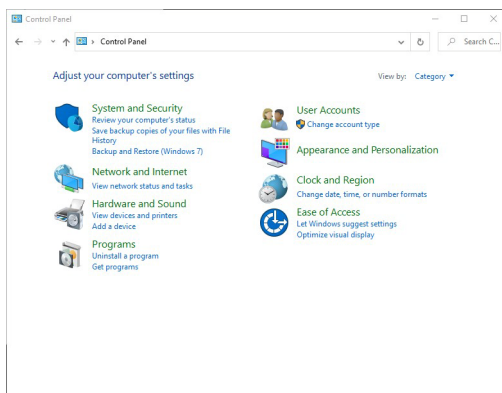 Control Panel
Control Panel
Search C...
Adjust your computer's settings
View by: Category
System and Security
Review your computer's status
Save backup copies of your files with File
History
Backup and Restore (Windows 7)
Network and Internet
View network status and tasks
Hardware and Sound
View devices and printers
Add a device
Programs
Uninstall a program
Get programs
User Accounts
Change account type
Appearance and Personalization
Clock and Region
Change date, time, or number formats
Ease of Access
Let Windows suggest settings
Optimize visual display